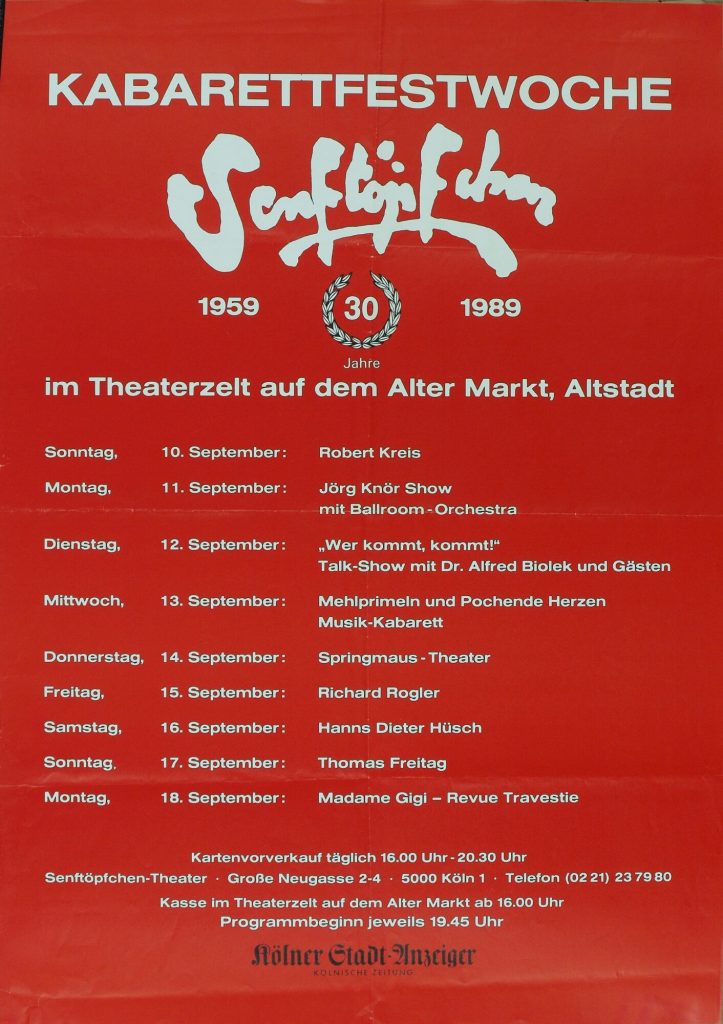 KABARETTFESTWOCHE
Senftöpfchen
1959 30 1989
Jahre
im Theaterzelt auf dem Alter Markt, Altstadt
Sonntag, 10. September: Robert Kreis
Montag, 11. September: Jörg Knör Show
mit Ballroom-Orchestra
Dienstag, 12. September: „Wer kommt, kommt!“
Talk-Show mit Dr. Alfred Biolek und Gästen
Mittwoch, 13. September: Mehlprimeln und Pochende Herzen
Musik-Kabarett
Donnerstag, 14. September: Springmaus-Theater
Freitag, 15. September: Richard Rogler
Samstag, 16. September: Hanns Dieter Hüsch
Sonntag, 17. September: Thomas Freitag
Montag, 18. September: Madame Gigi – Revue Travestie
Kartenvorverkauf täglich 16.00 Uhr - 20.30 Uhr
Senftöpfchen-Theater · Große Neugasse 2-4 · 5000 Köln 1 · Telefon (02 21) 23 79 80
Kasse im Theaterzelt auf dem Alter Markt ab 16.00 Uhr
Programmbeginn jeweils 19.45 Uhr
Kölner Stadt-Anzeiger
KÖLNISCHE ZEITUNG